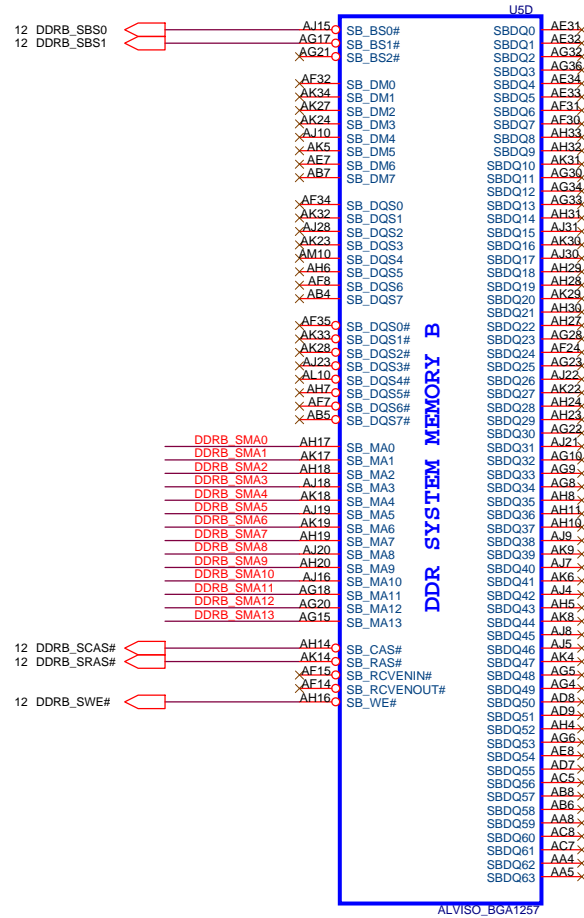 U5D
12 DDRB_SBS0 AJ15 SB_BS0#
12 DDRB_SBS1 AG17 SB_BS1#
AG21 SB_BS2#
AF32 SB_DM0
AK34 SB_DM1
AK27 SB_DM2
AK24 SB_DM3
AJ10 SB_DM4
AK5 SB_DM5
AE7 SB_DM6
AB7 SB_DM7
AF34 SB_DQS0
AK32 SB_DQS1
AJ28 SB_DQS2
AK23 SB_DQS3
AM10 SB_DQS4
AH6 SB_DQS5
AF8 SB_DQS6
AB4 SB_DQS7
AF35 SB_DQS0#
AK33 SB_DQS1#
AK28 SB_DQS2#
AJ23 SB_DQS3#
AL10 SB_DQS4#
AH7 SB_DQS5#
AF7 SB_DQS6#
AB5 SB_DQS7#
DDRB_SMA0 AH17 SB_MA0
DDRB_SMA1 AK17 SB_MA1
DDRB_SMA2 AH18 SB_MA2
DDRB_SMA3 AJ18 SB_MA3
DDRB_SMA4 AK18 SB_MA4
DDRB_SMA5 AJ19 SB_MA5
DDRB_SMA6 AK19 SB_MA6
DDRB_SMA7 AH19 SB_MA7
DDRB_SMA8 AJ20 SB_MA8
DDRB_SMA9 AH20 SB_MA9
DDRB_SMA10 AJ16 SB_MA10
DDRB_SMA11 AG18 SB_MA11
DDRB_SMA12 AG20 SB_MA12
DDRB_SMA13 AG15 SB_MA13
12 DDRB_SCAS# AH14 SB_CAS#
12 DDRB_SRAS# AK14 SB_RAS#
AF15 SB_RCVENIN#
AF14 SB_RCVENOUT#
12 DDRB_SWE# AH16 SB_WE#
DDR SYSTEM MEMORY B
SBDQ0 AE31
SBDQ1 AE32
SBDQ2 AG32
SBDQ3 AG36
SBDQ4 AE34
SBDQ5 AE33
SBDQ6 AF31
SBDQ7 AF30
SBDQ8 AH33
SBDQ9 AH32
SBDQ10 AK31
SBDQ11 AG30
SBDQ12 AG34
SBDQ13 AG33
SBDQ14 AH31
SBDQ15 AJ31
SBDQ16 AK30
SBDQ17 AJ30
SBDQ18 AH29
SBDQ19 AH28
SBDQ20 AK29
SBDQ21 AH30
SBDQ22 AH27
SBDQ23 AG28
SBDQ24 AF24
SBDQ25 AG23
SBDQ26 AJ22
SBDQ27 AK22
SBDQ28 AH24
SBDQ29 AH23
SBDQ30 AG22
SBDQ31 AJ21
SBDQ32 AG10
SBDQ33 AG9
SBDQ34 AG8
SBDQ35 AH8
SBDQ36 AH11
SBDQ37 AH10
SBDQ38 AJ9
SBDQ39 AK9
SBDQ40 AJ7
SBDQ41 AK6
SBDQ42 AJ4
SBDQ43 AH5
SBDQ44 AK8
SBDQ45 AJ8
SBDQ46 AJ5
SBDQ47 AK4
SBDQ48 AG5
SBDQ49 AG4
SBDQ50 AD8
SBDQ51 AD9
SBDQ52 AH4
SBDQ53 AG6
SBDQ54 AE8
SBDQ55 AD7
SBDQ56 AC5
SBDQ57 AB8
SBDQ58 AB6
SBDQ59 AA8
SBDQ60 AC8
SBDQ61 AC7
SBDQ62 AA4
SBDQ63 AA5
ALVISO_BGA1257